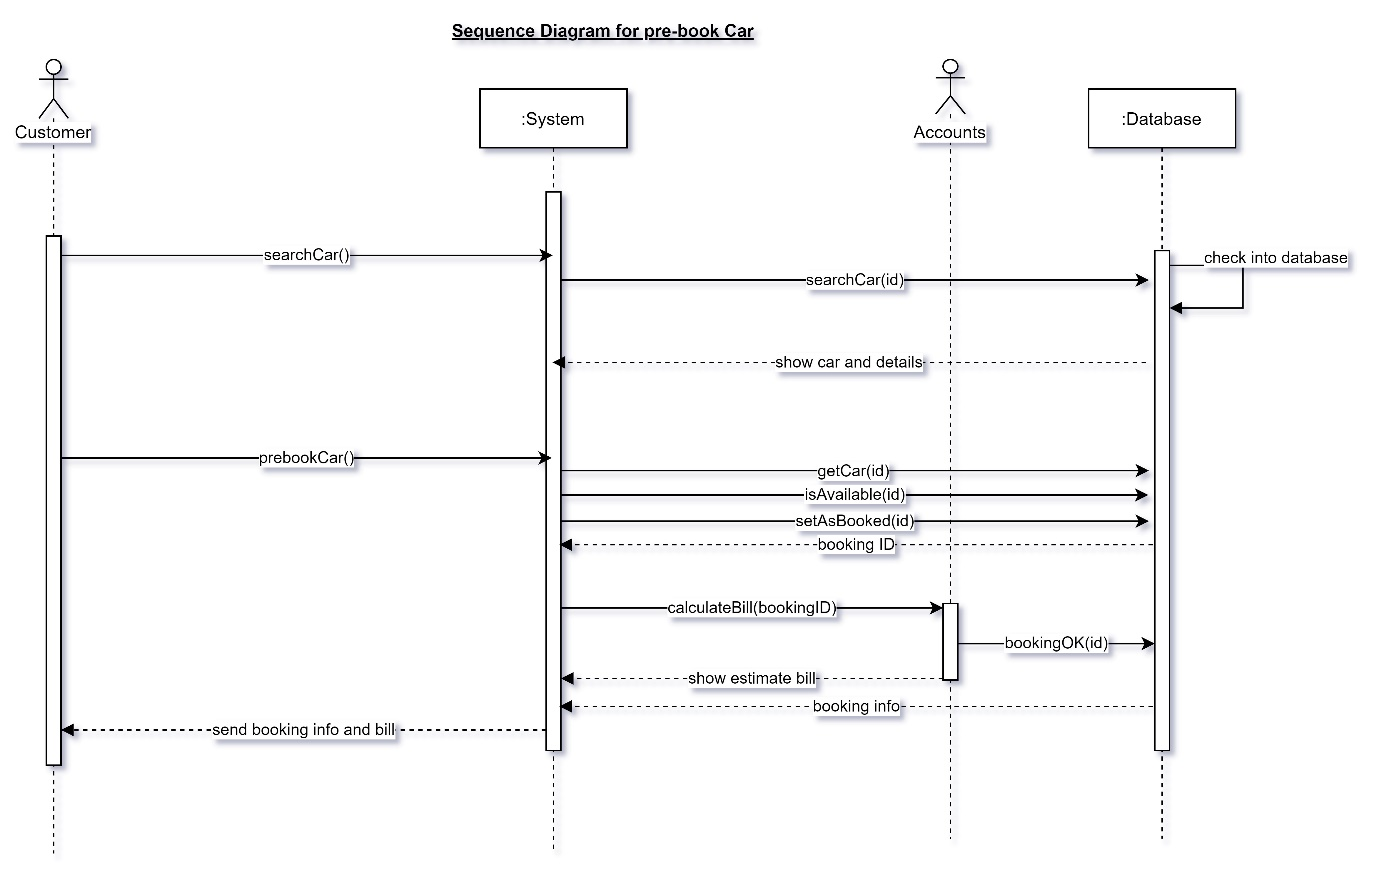 Sequence Diagram for pre-book Car
Customer
:System
Accounts
:Database
searchCar()
check into database
searchCar(id)
show car and details
prebookCar()
getCar(id)
isAvailable(id)
setAsBooked(id)
booking ID
calculateBill(bookingID)
bookingOK(id)
show estimate bill
booking info
send booking info and bill